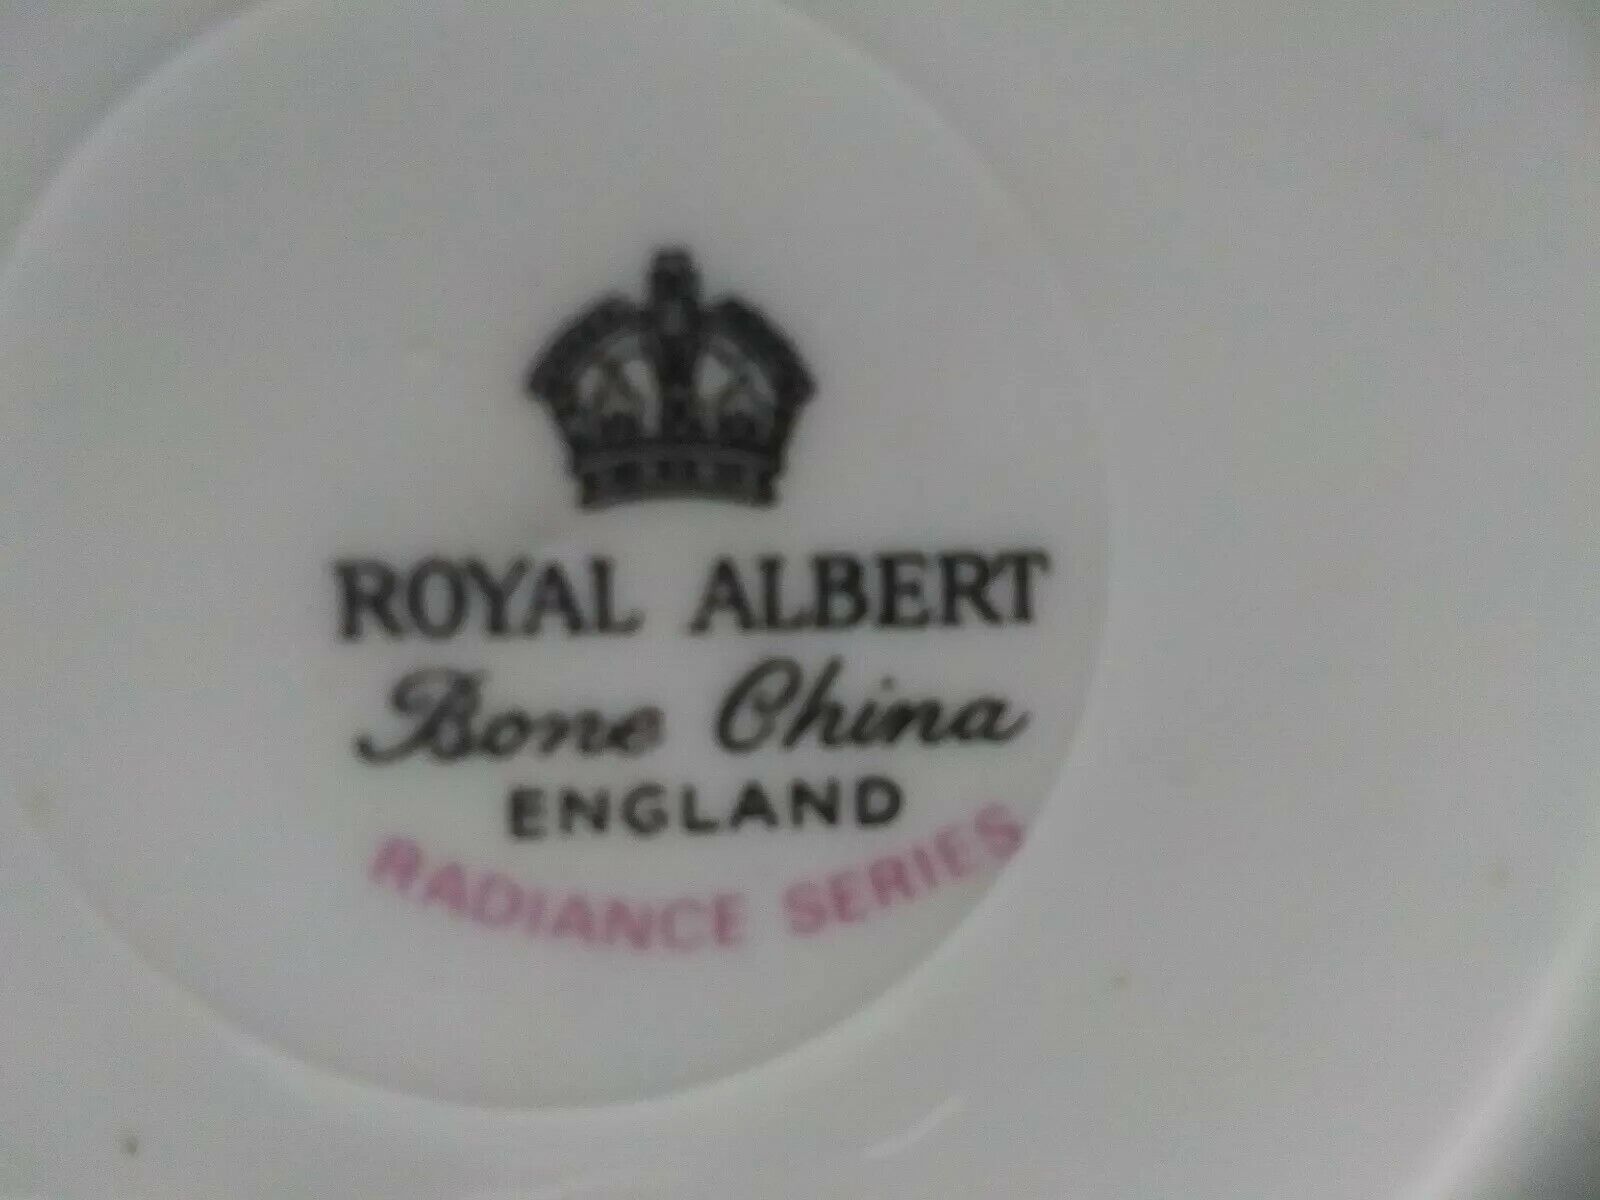 ROYAL ALBERT
Bone China
ENGLAND
RADIANCE SERIES